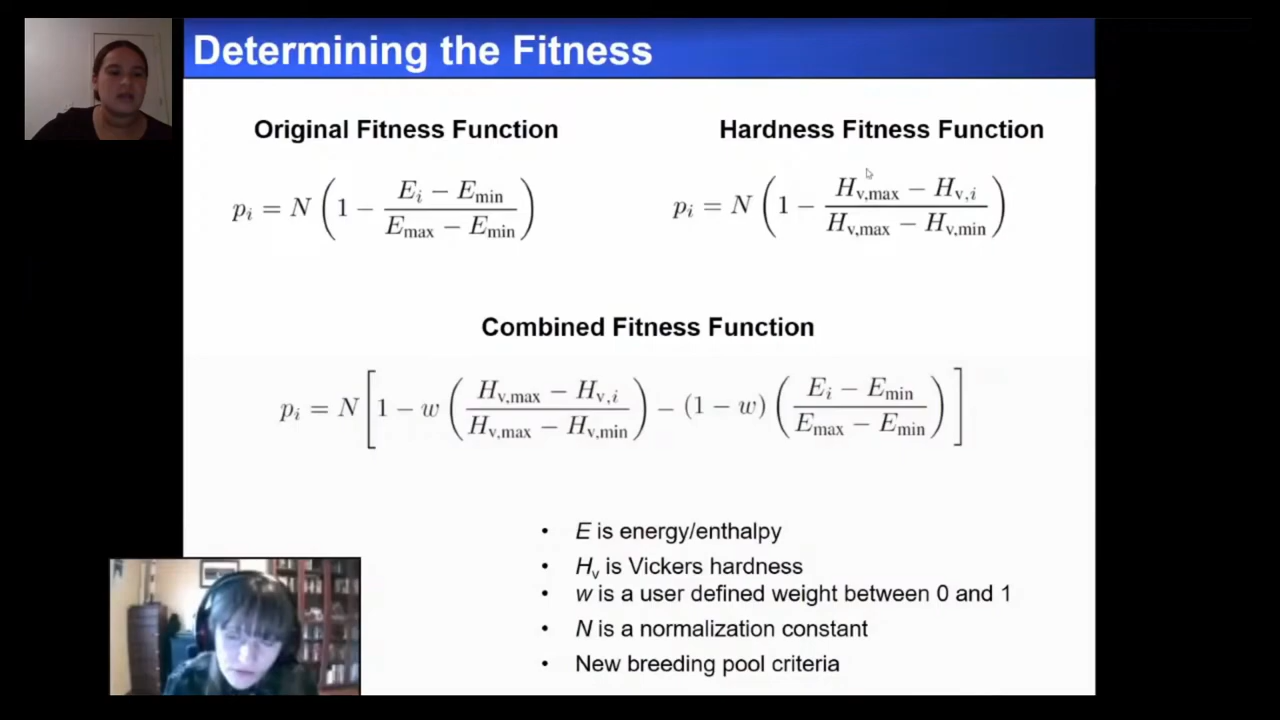 Determining the Fitness
Original Fitness Function
p_i = N (1 − (E_i − E_min) / (E_max − E_min))
Hardness Fitness Function
p_i = N (1 − (H_v,max − H_v,i) / (H_v,max − H_v,min))
Combined Fitness Function
p_i = N [1 − w ((H_v,max − H_v,i) / (H_v,max − H_v,min)) − (1 − w) ((E_i − E_min) / (E_max − E_min))]
• E is energy/enthalpy
• H_v is Vickers hardness
• w is a user defined weight between 0 and 1
• N is a normalization constant
• New breeding pool criteria